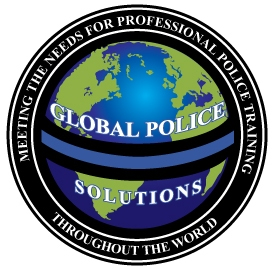 MEETING THE NEEDS FOR PROFESSIONAL POLICE TRAINING
GLOBAL POLICE
SOLUTIONS
THROUGHOUT THE WORLD